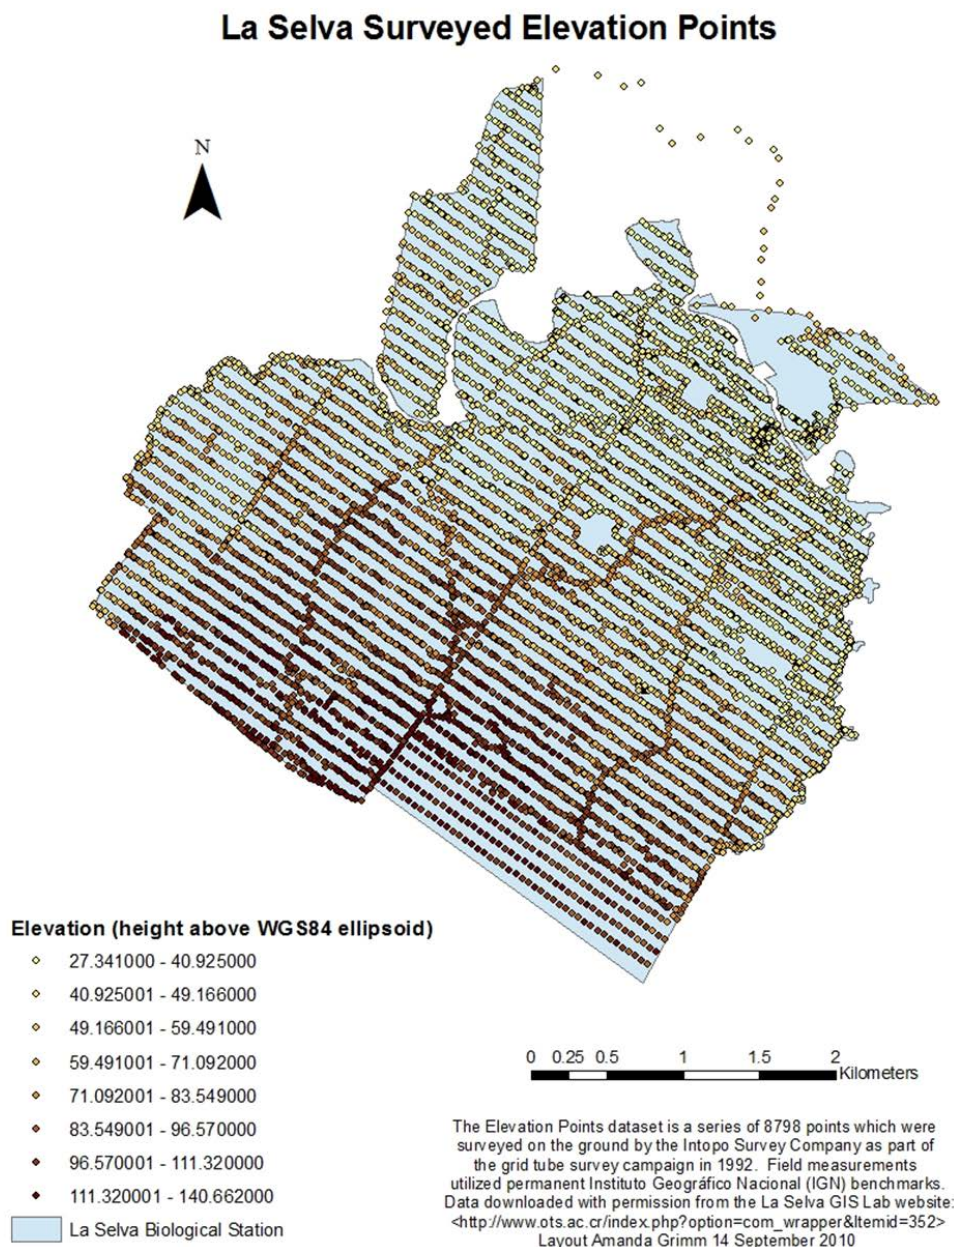 La Selva Surveyed Elevation Points
N
Elevation (height above WGS84 ellipsoid)
27.341000 - 40.925000
40.925001 - 49.166000
49.166001 - 59.491000
59.491001 - 71.092000
71.092001 - 83.549000
83.549001 - 96.570000
96.570001 - 111.320000
111.320001 - 140.662000
La Selva Biological Station
0 0.25 0.5 1 1.5 2
Kilometers
The Elevation Points dataset is a series of 8798 points which were
surveyed on the ground by the Intopo Survey Company as part of
the grid tube survey campaign in 1992. Field measurements
utilized permanent Instituto Geográfico Nacional (IGN) benchmarks.
Data downloaded with permission from the La Selva GIS Lab website:
<http://www.ots.ac.cr/index.php?option=com_wrapper&Itemid=352>
Layout Amanda Grimm 14 September 2010